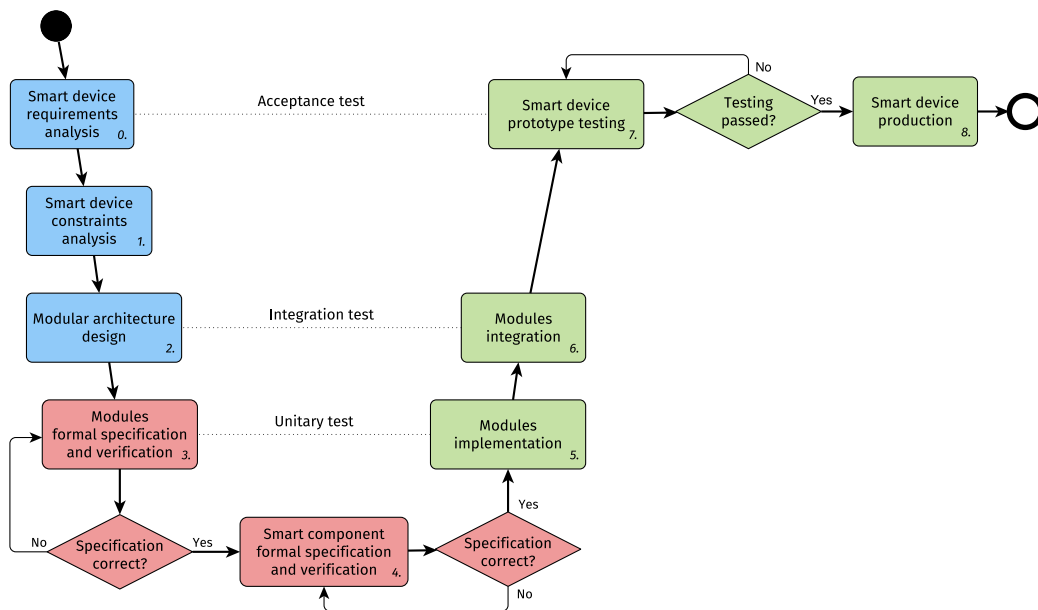 Smart device
requirements
analysis
0.
Acceptance test
Smart device
prototype testing
7.
No
Testing
passed?
Yes
Smart device
production
8.
Smart device
constraints
analysis
1.
Modular architecture
design
2.
Integration test
Modules
integration
6.
Modules
formal specification
and verification
3.
Unitary test
Modules
implementation
5.
No
Specification
correct?
Yes
Smart component
formal specification
and verification
4.
Yes
Specification
correct?
No